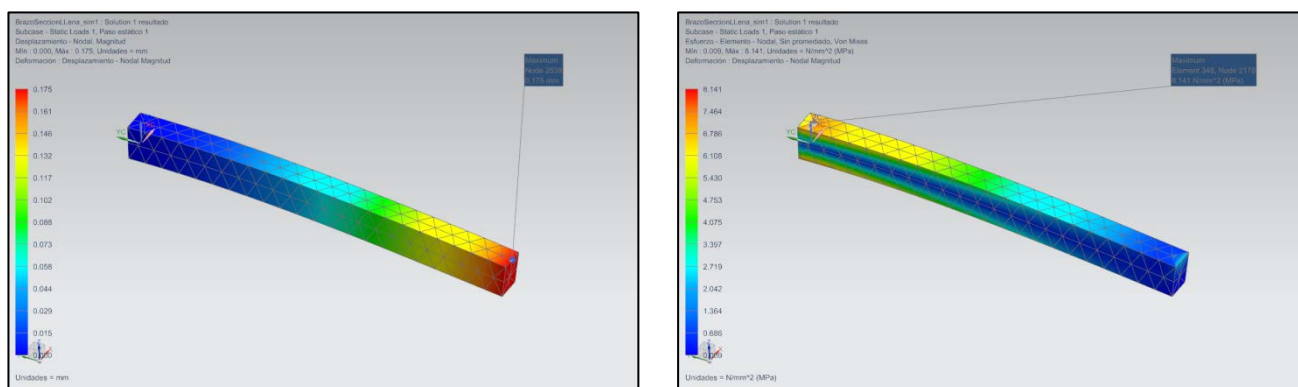 BrazoSeccionLLena_sim1 : Solution 1 resultado
Subcase - Static Loads 1, Paso estático 1
Desplazamiento - Nodal, Magnitud
Mín : 0.000, Máx : 0.175, Unidades = mm
Deformación : Desplazamiento - Nodal Magnitud
Maximum
Node 2538
0.175 mm
0.175
0.161
0.146
0.132
0.117
0.102
0.088
0.073
0.058
0.044
0.029
0.015
0.000
YC
X
Unidades = mm
BrazoSeccionLLena_sim1 : Solution 1 resultado
Subcase - Static Loads 1, Paso estático 1
Esfuerzo - Elemento - Nodal, Sin promediado, Von Mises
Mín : 0.009, Máx : 8.141, Unidades = N/mm^2 (MPa)
Deformación : Desplazamiento - Nodal Magnitud
Maximum
Element 348, Node 2178
8.141 N/mm^2 (MPa)
8.141
7.464
6.786
6.108
5.430
4.753
4.075
3.397
2.719
2.042
1.364
0.686
0.009
YC
X
Unidades = N/mm^2 (MPa)